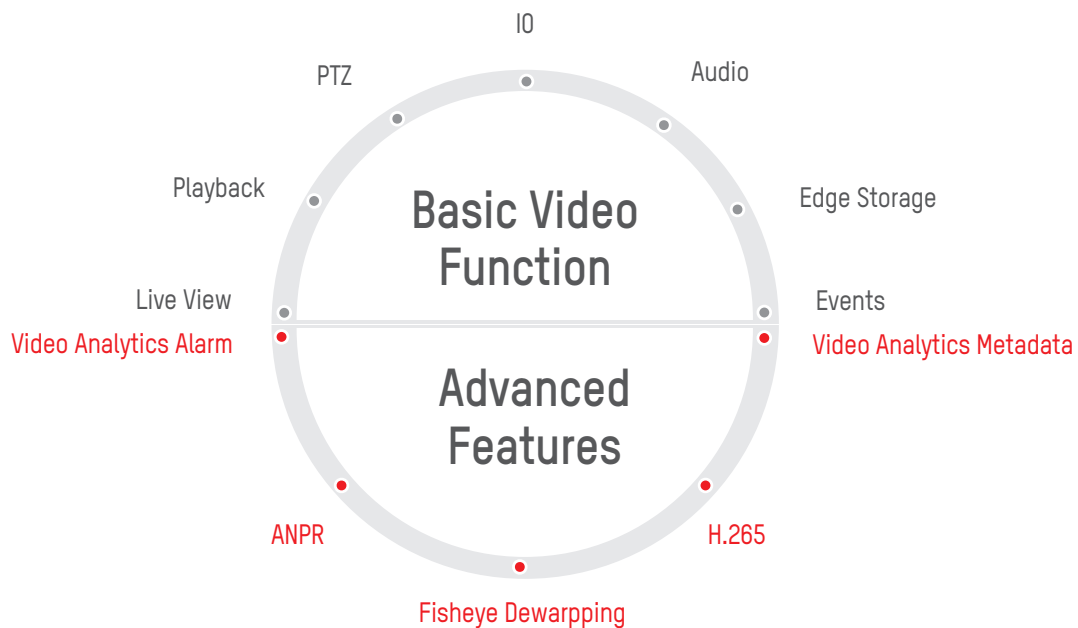 IO
PTZ
Audio
Playback
Edge Storage
Basic Video
Function
Live View
Events
Video Analytics Alarm
Video Analytics Metadata
Advanced
Features
ANPR
H.265
Fisheye Dewarpping